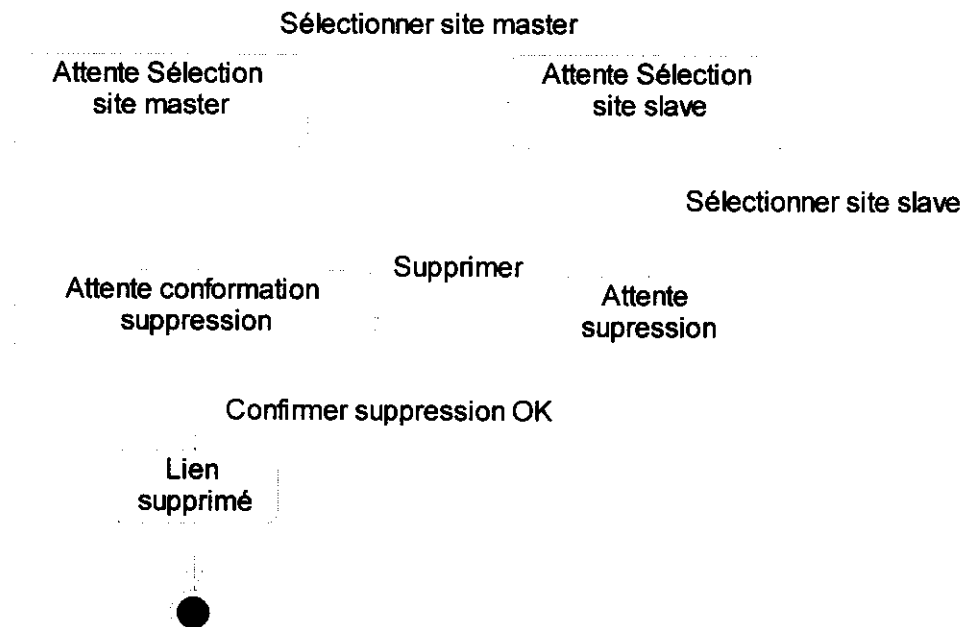 Sélectionner site master
Attente Sélection
site master
Attente Sélection
site slave
Sélectionner site slave
Supprimer
Attente conformation
suppression
Attente
supression
Confirmer suppression OK
Lien
supprimé